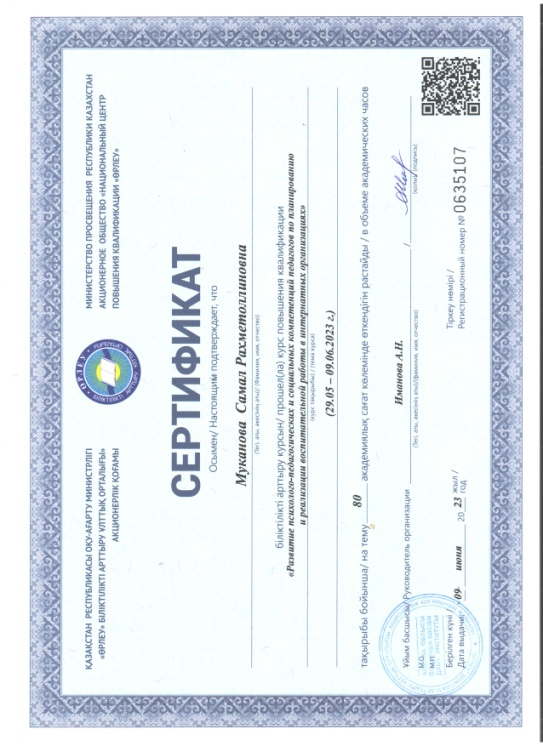 ҚАЗАҚСТАН РЕСПУБЛИКАСЫ ОҚУ-АҒАРТУ МИНИСТРЛІГІ
«ӨРЛЕУ» БІЛІКТІЛІКТІ АРТТЫРУ ҰЛТТЫҚ ОРТАЛЫҒЫ»
АКЦИОНЕРЛІК ҚОҒАМЫ
ӨРЛЕУ
МИНИСТЕРСТВО ПРОСВЕЩЕНИЯ РЕСПУБЛИКИ КАЗАХСТАН
АКЦИОНЕРНОЕ ОБЩЕСТВО «НАЦИОНАЛЬНЫЙ ЦЕНТР
ПОВЫШЕНИЯ КВАЛИФИКАЦИИ «ӨРЛЕУ»
СЕРТИФИКАТ
Осымен/ Настоящим подтверждает, что
Муканова Самал Рахметоллиновна
(Тегі, аты, әкесінің аты)/ (Фамилия, имя, отчество)
біліктілікті арттыру курсын/ прошел(ла) курс повышения квалификации
«Развитие психолого-педагогических и социальных компетенций педагогов по планированию
(курс тақырыбы) / (тема курса)
и реализации воспитательной работы в интернатных организациях»
(29.05 – 09.06.2023 г.)
тақырыбы бойынша/ на тему 80 академиялық сағат көлемінде өткендігін растайды / в объеме академических часов
Ұйым басшысы/ Руководитель организации Иманова А.Н. /
(Тегі, аты, әкесінің аты)/(фамилия, имя, отчество) (қолы) / (подпись)
М.О.
М.П.
Берілген күні / 
Дата выдачи «09» июня 20 23 жыл / год
Тіркеу нөмірі /
Регистрационный номер № 0635107